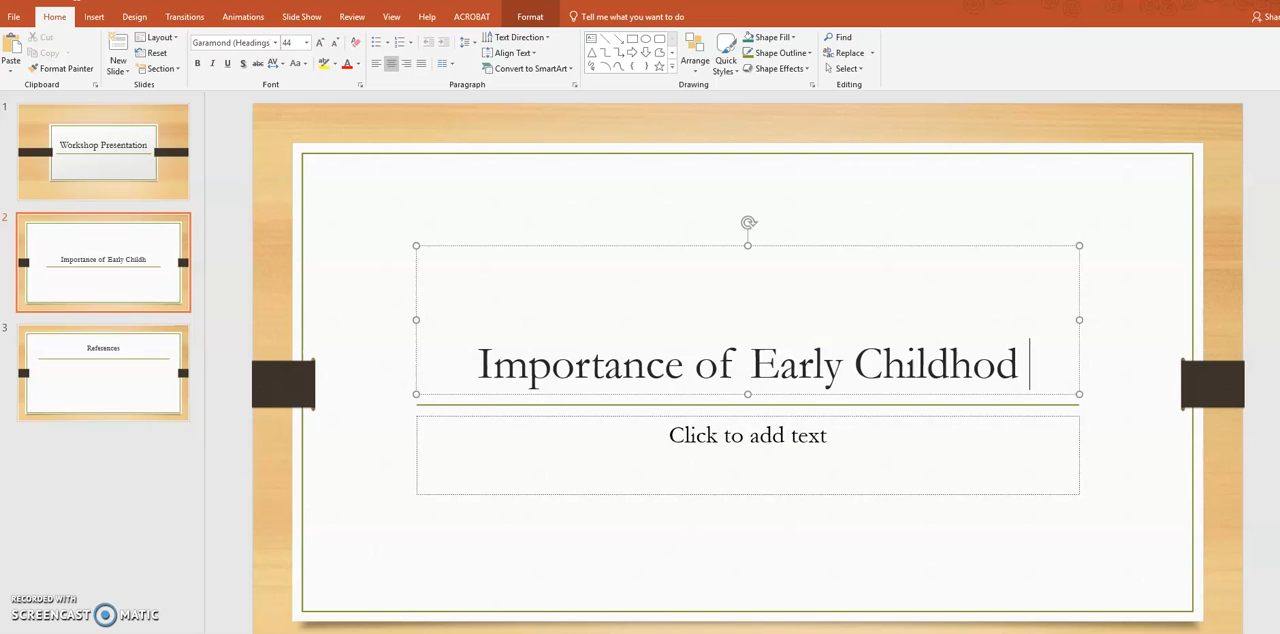 File Home Insert Design Transitions Animations Slide Show Review View Help ACROBAT Format Tell me what you want to do Shar
Cut Layout Reset Section Garamond (Headings 44 Text Direction Align Text Convert to SmartArt Shape Fill Shape Outline Shape Effects Find Replace Select
Copy
Format Painter
Paste New Slide B I U S abc AV Aa A Arrange Quick Styles
Clipboard Slides Font Paragraph Drawing Editing
1
Workshop Presentation
2
Importance of Early Childh
3
References
Importance of Early Childhod
Click to add text
RECORDED WITH
SCREENCAST MATIC